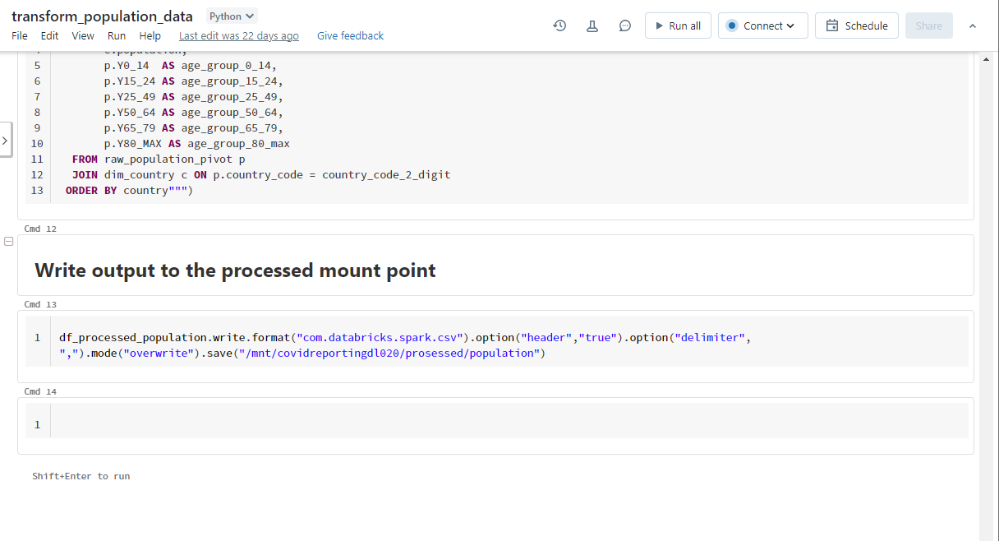 transform_population_data Python
File Edit View Run Help Last edit was 22 days ago Give feedback
Run all Connect Schedule Share
5 p.Y0_14  AS age_group_0_14,
6 p.Y15_24 AS age_group_15_24,
7 p.Y25_49 AS age_group_25_49,
8 p.Y50_64 AS age_group_50_64,
9 p.Y65_79 AS age_group_65_79,
10 p.Y80_MAX AS age_group_80_max
11 FROM raw_population_pivot p
12 JOIN dim_country c ON p.country_code = country_code_2_digit
13 ORDER BY country""")
Cmd 12
Write output to the processed mount point
Cmd 13
1 df_processed_population.write.format("com.databricks.spark.csv").option("header","true").option("delimiter",
",").mode("overwrite").save("/mnt/covidreportingdl020/prosessed/population")
Cmd 14
1
Shift+Enter to run